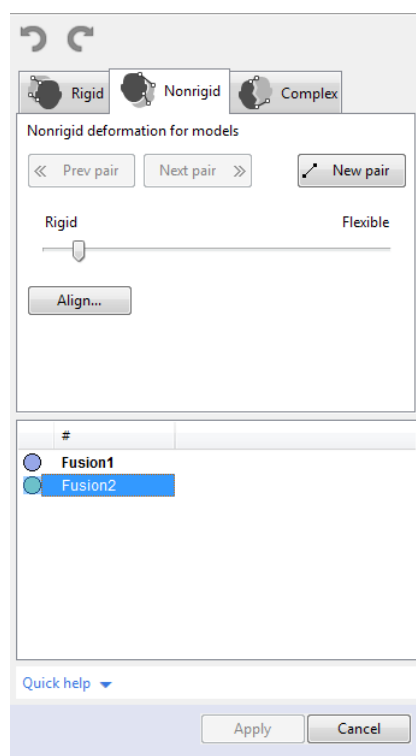 Rigid
Nonrigid
Complex
Nonrigid deformation for models
« Prev pair
Next pair »
New pair
Rigid
Flexible
Align...
#
Fusion1
Fusion2
Quick help
Apply
Cancel